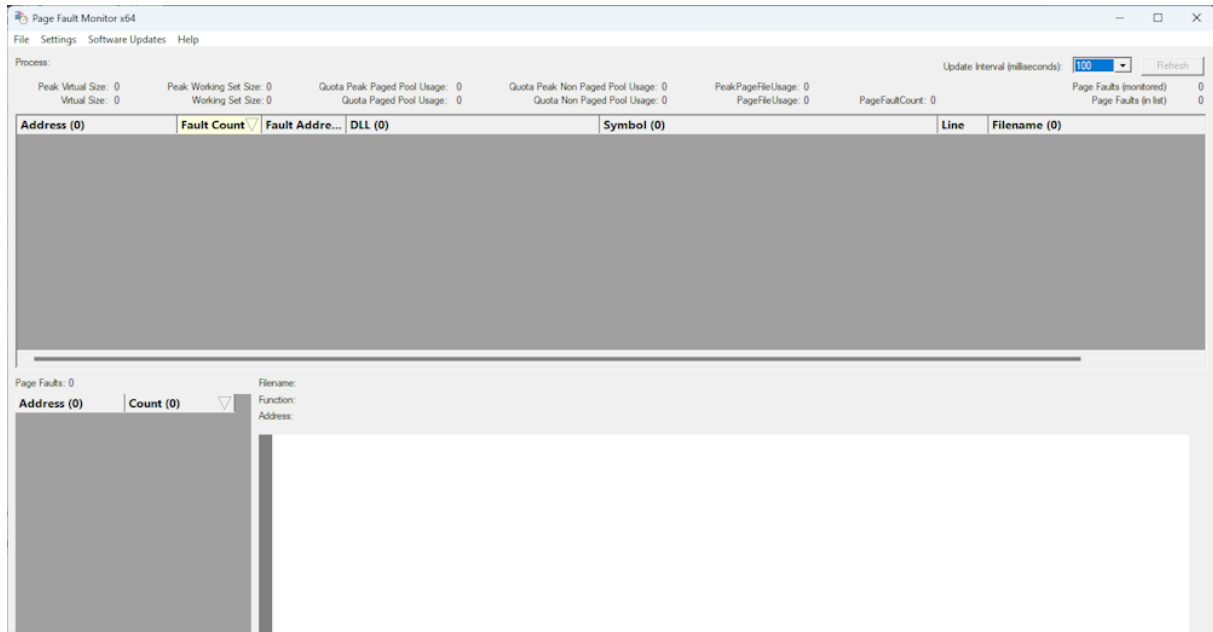 Page Fault Monitor x64
File Settings Software Updates Help
Process:
Update Interval (milliseconds): 100 Refresh
Peak Virtual Size: 0 Peak Working Set Size: 0 Quota Peak Paged Pool Usage: 0 Quota Peak Non Paged Pool Usage: 0 PeakPageFileUsage: 0 Page Faults (monitored) 0
Virtual Size: 0 Working Set Size: 0 Quota Paged Pool Usage: 0 Quota Non Paged Pool Usage: 0 PageFileUsage: 0 PageFaultCount: 0 Page Faults (in list) 0
Address (0) Fault Count Fault Addre... DLL (0) Symbol (0) Line Filename (0)
Page Faults: 0
Address (0) Count (0)
Filename:
Function:
Address: